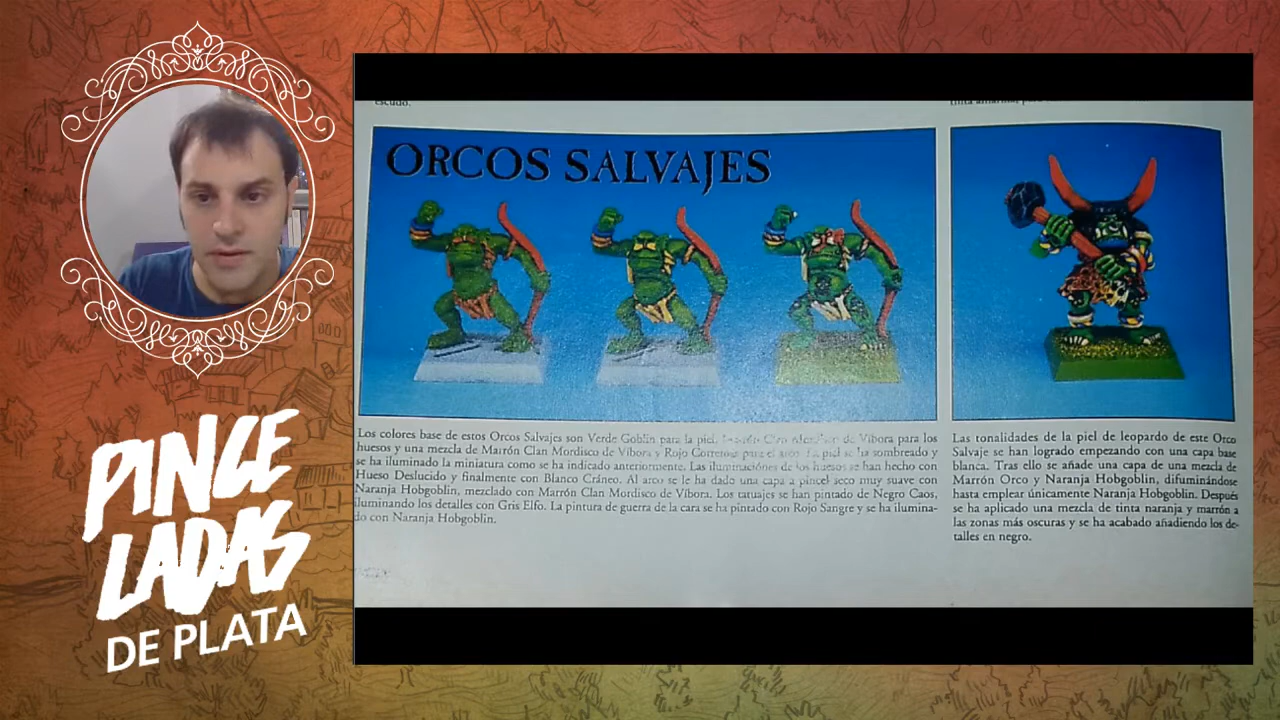 PINCE
LADAS
DE PLATA
escudo.
ORCOS SALVAJES
Los colores base de estos Orcos Salvajes son Verde Goblin para la piel, de Víbora para los
huesos y una mezcla de Marrón Clan Mordisco de Víbora y Rojo para el arco. La piel se ha sombreado y
se ha iluminado la miniatura como se ha indicado anteriormente. Las iluminaciones de los huesos se han hecho con
Hueso Deslucido y finalmente con Blanco Cráneo. Al arco se le ha dado una capa a pincel seco muy suave con
Naranja Hobgoblin, mezclado con Marrón Clan Mordisco de Víbora. Los tatuajes se han pintado de Negro Caos,
iluminando los detalles con Gris Elfo. La pintura de guerra de la cara se ha pintado con Rojo Sangre y se ha ilumina-
do con Naranja Hobgoblin.
Las tonalidades de la piel de leopardo de este Orco
Salvaje se han logrado empezando con una capa base
blanca. Tras ello se añade una capa de una mezcla de
Marrón Orco y Naranja Hobgoblin, difuminándose
hasta emplear únicamente Naranja Hobgoblin. Después
se ha aplicado una mezcla de tinta naranja y marrón a
las zonas más oscuras y se ha acabado añadiendo los de-
talles en negro.